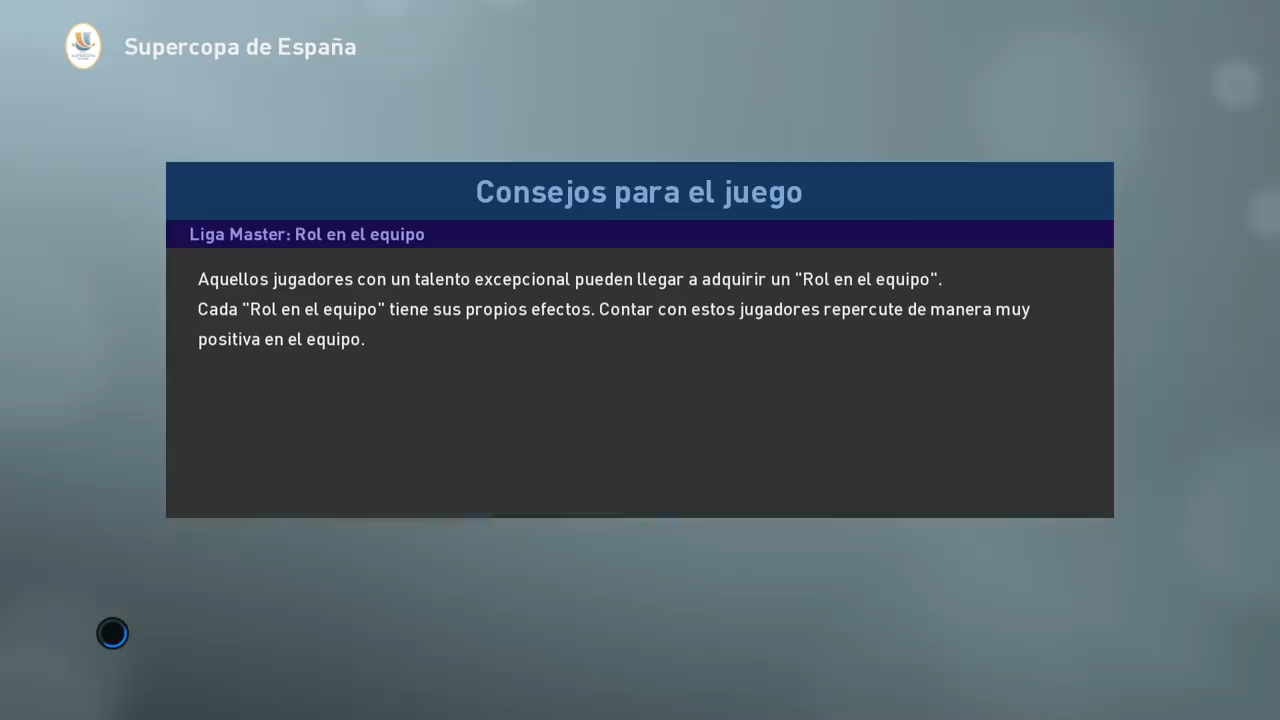 Supercopa de España
Consejos para el juego
Liga Master: Rol en el equipo
Aquellos jugadores con un talento excepcional pueden llegar a adquirir un "Rol en el equipo".
Cada "Rol en el equipo" tiene sus propios efectos. Contar con estos jugadores repercute de manera muy
positiva en el equipo.